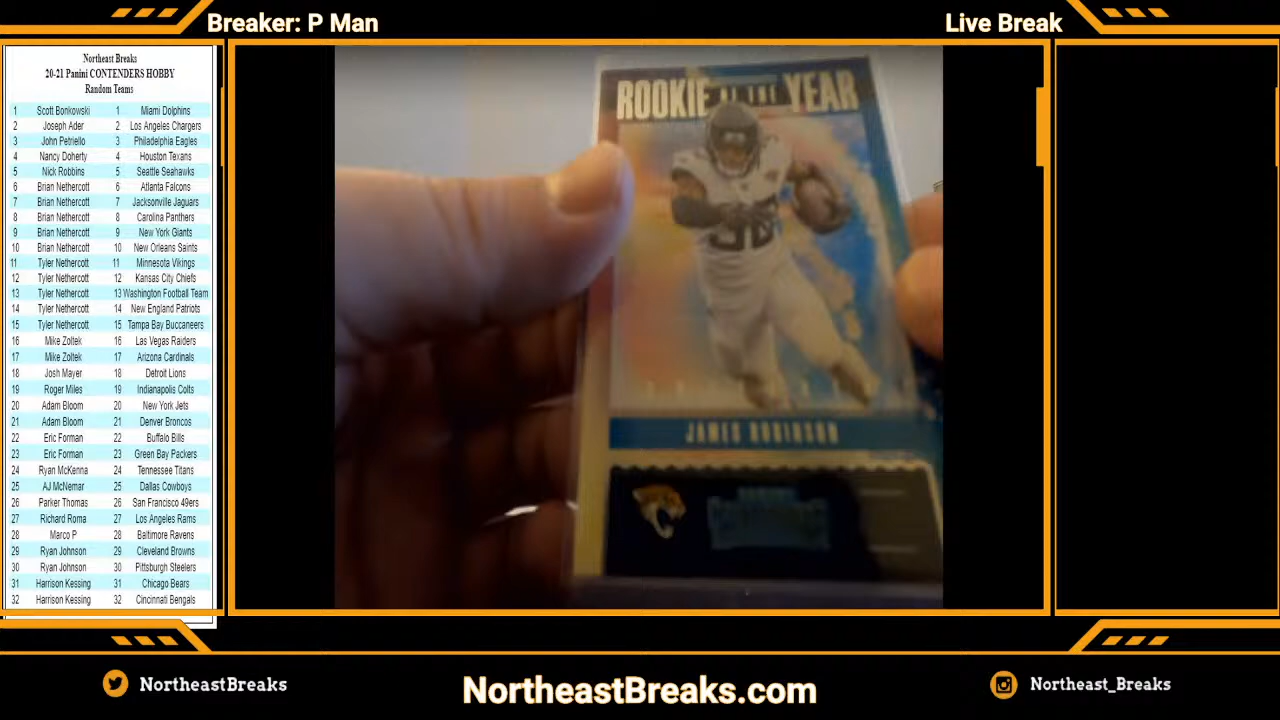 Breaker: P Man
Live Break
Northeast Breaks
20-21 Panini CONTENDERS HOBBY
Random Teams
1 Scott Bonkowski 1 Miami Dolphins
2 Joseph Ader 2 Los Angeles Chargers
3 John Petriello 3 Philadelphia Eagles
4 Nancy Doherty 4 Houston Texans
5 Nick Robbins 5 Seattle Seahawks
6 Brian Nethercott 6 Atlanta Falcons
7 Brian Nethercott 7 Jacksonville Jaguars
8 Brian Nethercott 8 Carolina Panthers
9 Brian Nethercott 9 New York Giants
10 Brian Nethercott 10 New Orleans Saints
11 Tyler Nethercott 11 Minnesota Vikings
12 Tyler Nethercott 12 Kansas City Chiefs
13 Tyler Nethercott 13 Washington Football Team
14 Tyler Nethercott 14 New England Patriots
15 Tyler Nethercott 15 Tampa Bay Buccaneers
16 Mike Zoltek 16 Las Vegas Raiders
17 Mike Zoltek 17 Arizona Cardinals
18 Josh Mayer 18 Detroit Lions
19 Roger Miles 19 Indianapolis Colts
20 Adam Bloom 20 New York Jets
21 Adam Bloom 21 Denver Broncos
22 Eric Forman 22 Buffalo Bills
23 Eric Forman 23 Green Bay Packers
24 Ryan McKenna 24 Tennessee Titans
25 AJ McNemar 25 Dallas Cowboys
26 Parker Thomas 26 San Francisco 49ers
27 Richard Roma 27 Los Angeles Rams
28 Marco P 28 Baltimore Ravens
29 Ryan Johnson 29 Cleveland Browns
30 Ryan Johnson 30 Pittsburgh Steelers
31 Harrison Kessing 31 Chicago Bears
32 Harrison Kessing 32 Cincinnati Bengals
ROOKIE OF THE YEAR
JAMES ROBINSON
NortheastBreaks
NortheastBreaks.com
Northeast_Breaks